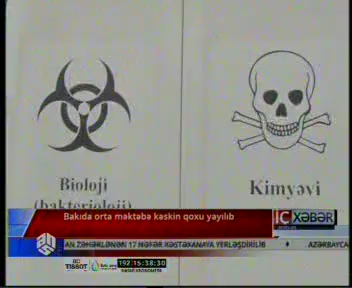 Bioloji
(bakterioloji)
Kimyəvi
Bakıda orta məktəbə kəskin qoxu yayılıb
İC XƏBƏR
AN ZƏHƏRLƏNƏN 17 NƏFƏR XƏSTƏXANAYA YERLƏŞDİRİLİB ♦ AZƏRBAYCA
TISSOT
15:38:30